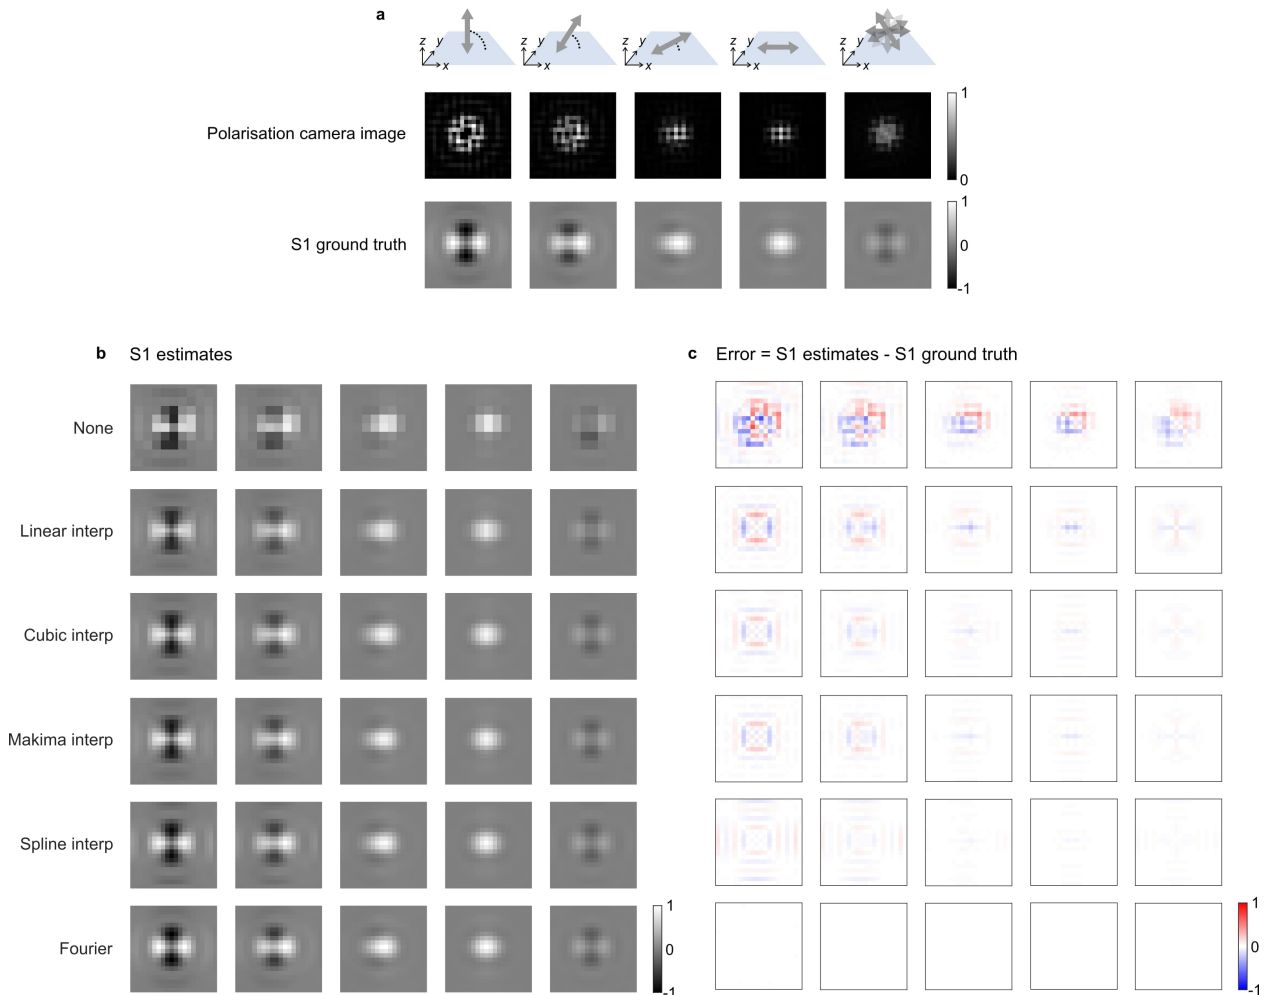 a
z y x z y x z y x z y x z y x
Polarisation camera image
1
0
S1 ground truth
1
0
-1
b S1 estimates
c Error = S1 estimates - S1 ground truth
None
Linear interp
Cubic interp
Makima interp
Spline interp
Fourier
1
0
-1
1
0
-1